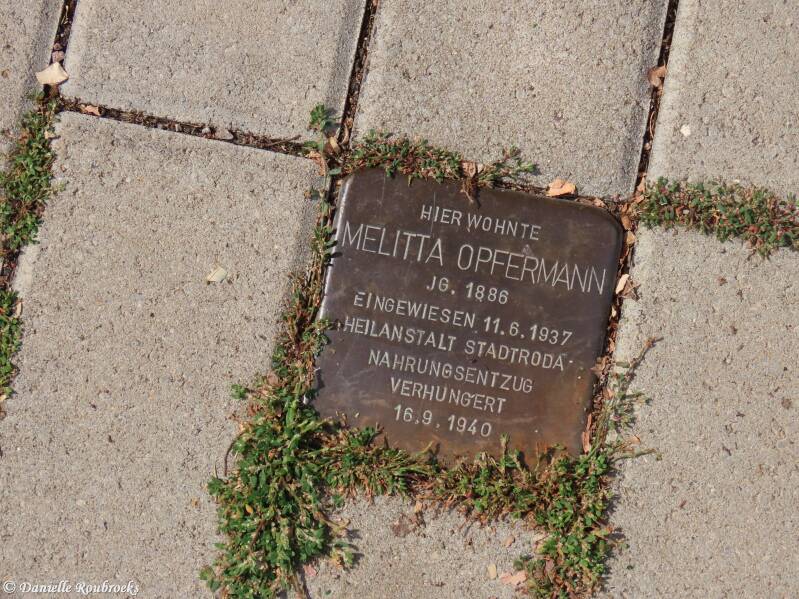 HIER WOHNTE
MELITTA OPFERMANN
JG. 1886
EINGEWIESEN 11.6.1937
HEILANSTALT STADTRODA
NAHRUNGSENTZUG
VERHUNGERT
16.9.1940
© Danielle Roubroeks